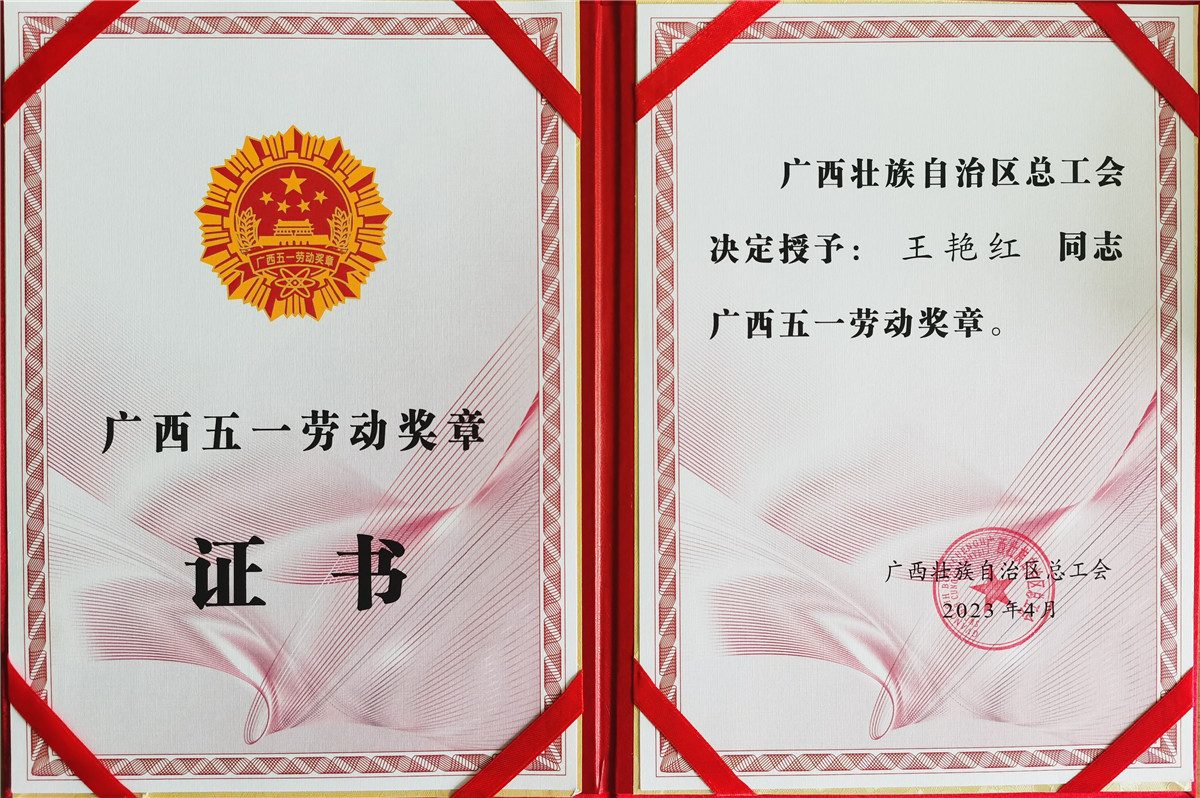 广西五一劳动奖章
广西五一劳动奖章
证书
广西壮族自治区总工会
决定授予： 王艳红 同志
广西五一劳动奖章。
广西壮族自治区总工会
2023年4月